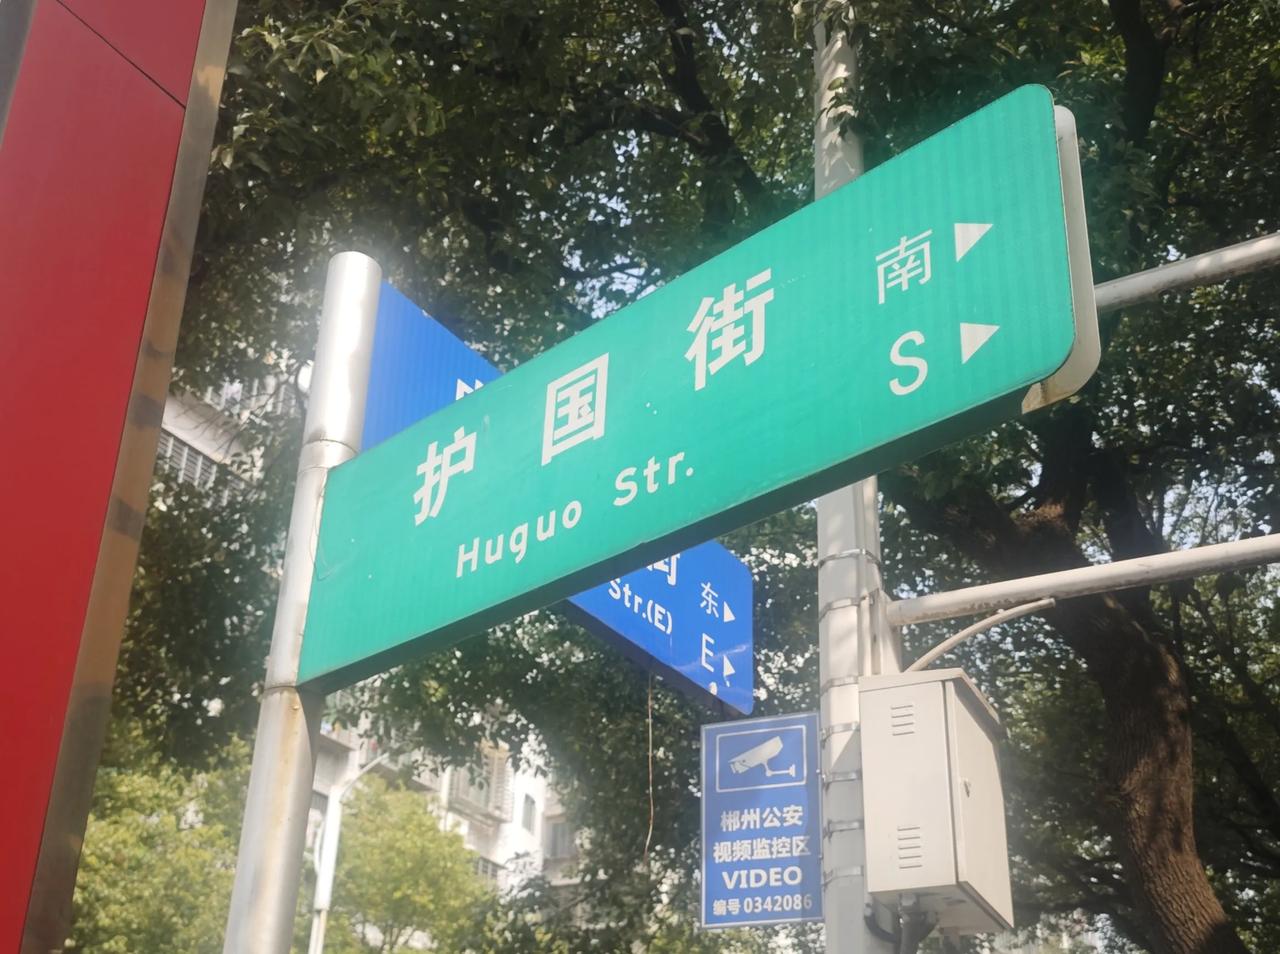 护国街
Huguo Str.
南
S
街
Str.(E)
东
E
郴州公安
视频监控区
VIDEO
编号0342086